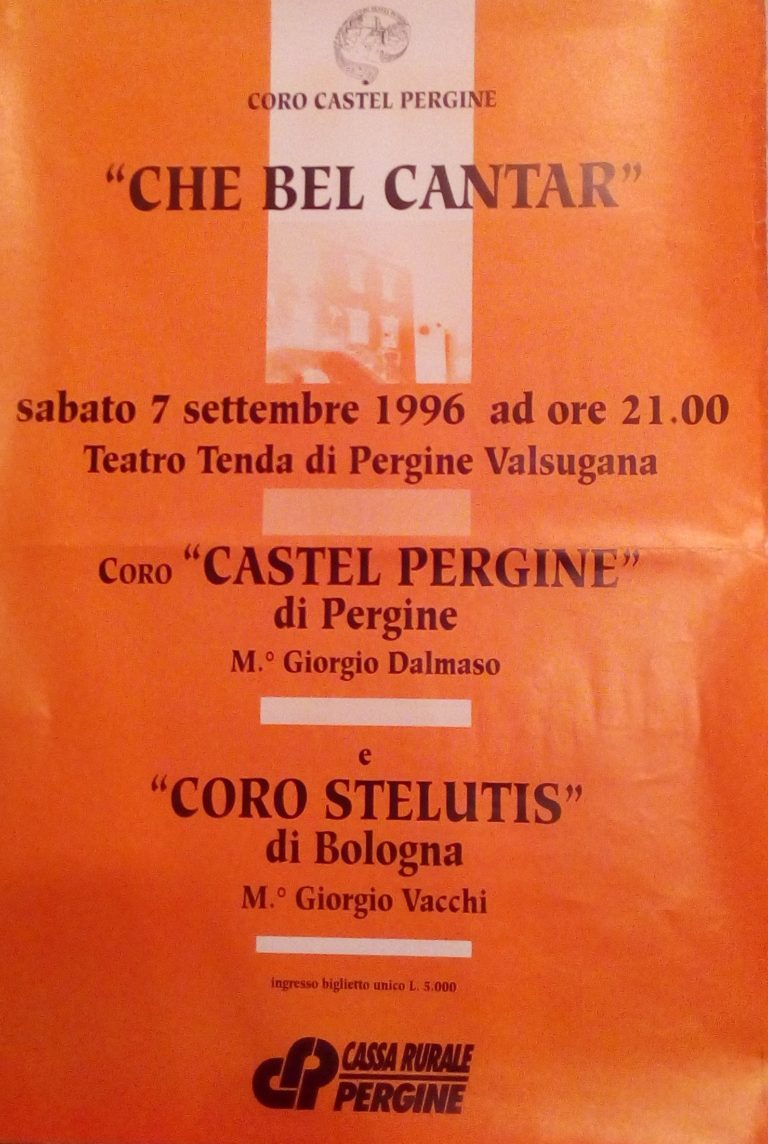 CORO CASTEL PERGINE
“CHE BEL CANTAR”
sabato 7 settembre 1996 ad ore 21.00
Teatro Tenda di Pergine Valsugana
CORO “CASTEL PERGINE”
di Pergine
M.° Giorgio Dalmaso
e
“CORO STELUTIS”
di Bologna
M.° Giorgio Vacchi
ingresso biglietto unico L. 5.000
CASSA RURALE
PERGINE